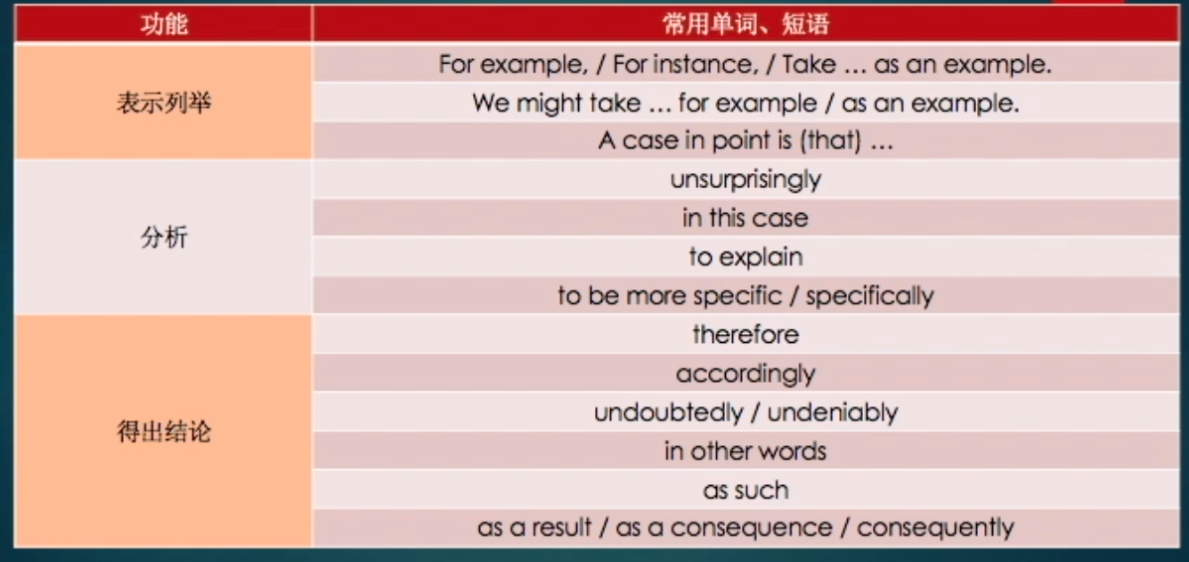 功能
常用单词、短语
表示列举
For example, / For instance, / Take … as an example.
We might take … for example / as an example.
A case in point is (that) …
分析
unsurprisingly
in this case
to explain
to be more specific / specifically
得出结论
therefore
accordingly
undoubtedly / undeniably
in other words
as such
as a result / as a consequence / consequently